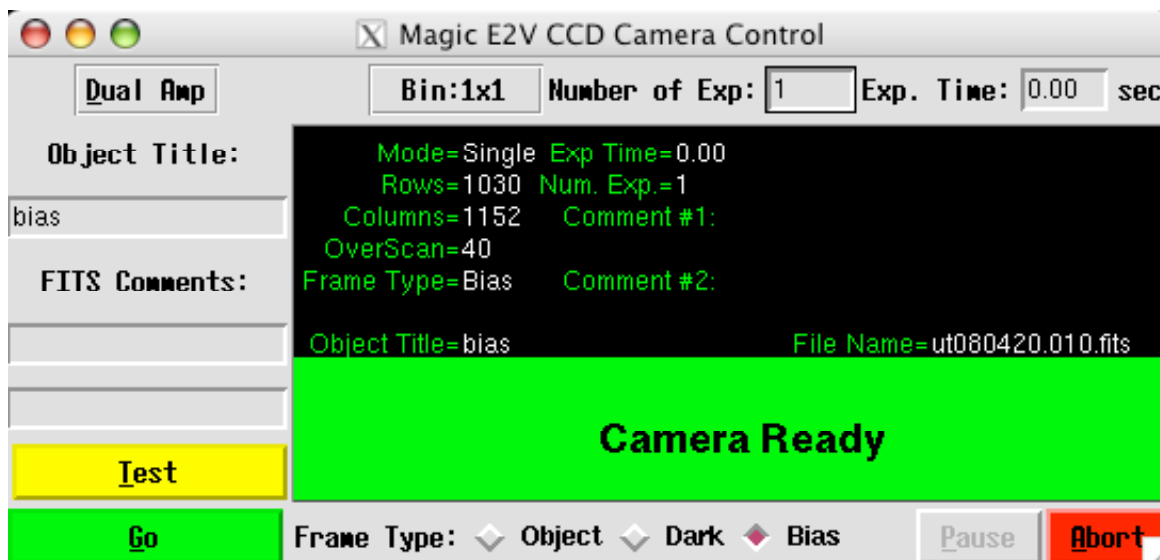 X Magic E2V CCD Camera Control
Dual Amp Bin:1x1 Number of Exp: 1 Exp. Time: 0.00 sec
Object Title:
bias
FITS Comments:
Test
Go
Mode=Single Exp Time=0.00
Rows=1030 Num. Exp.=1
Columns=1152 Comment #1:
OverScan=40
Frame Type=Bias Comment #2:
Object Title=bias File Name=ut080420.010.fits
Camera Ready
Frame Type: Object Dark Bias Pause Abort